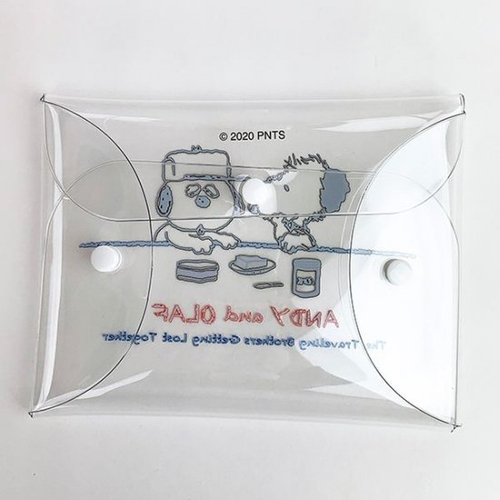 © 2020 PNTS
ANDY and OLAF
The Traveling Brothers Getting Lost Together